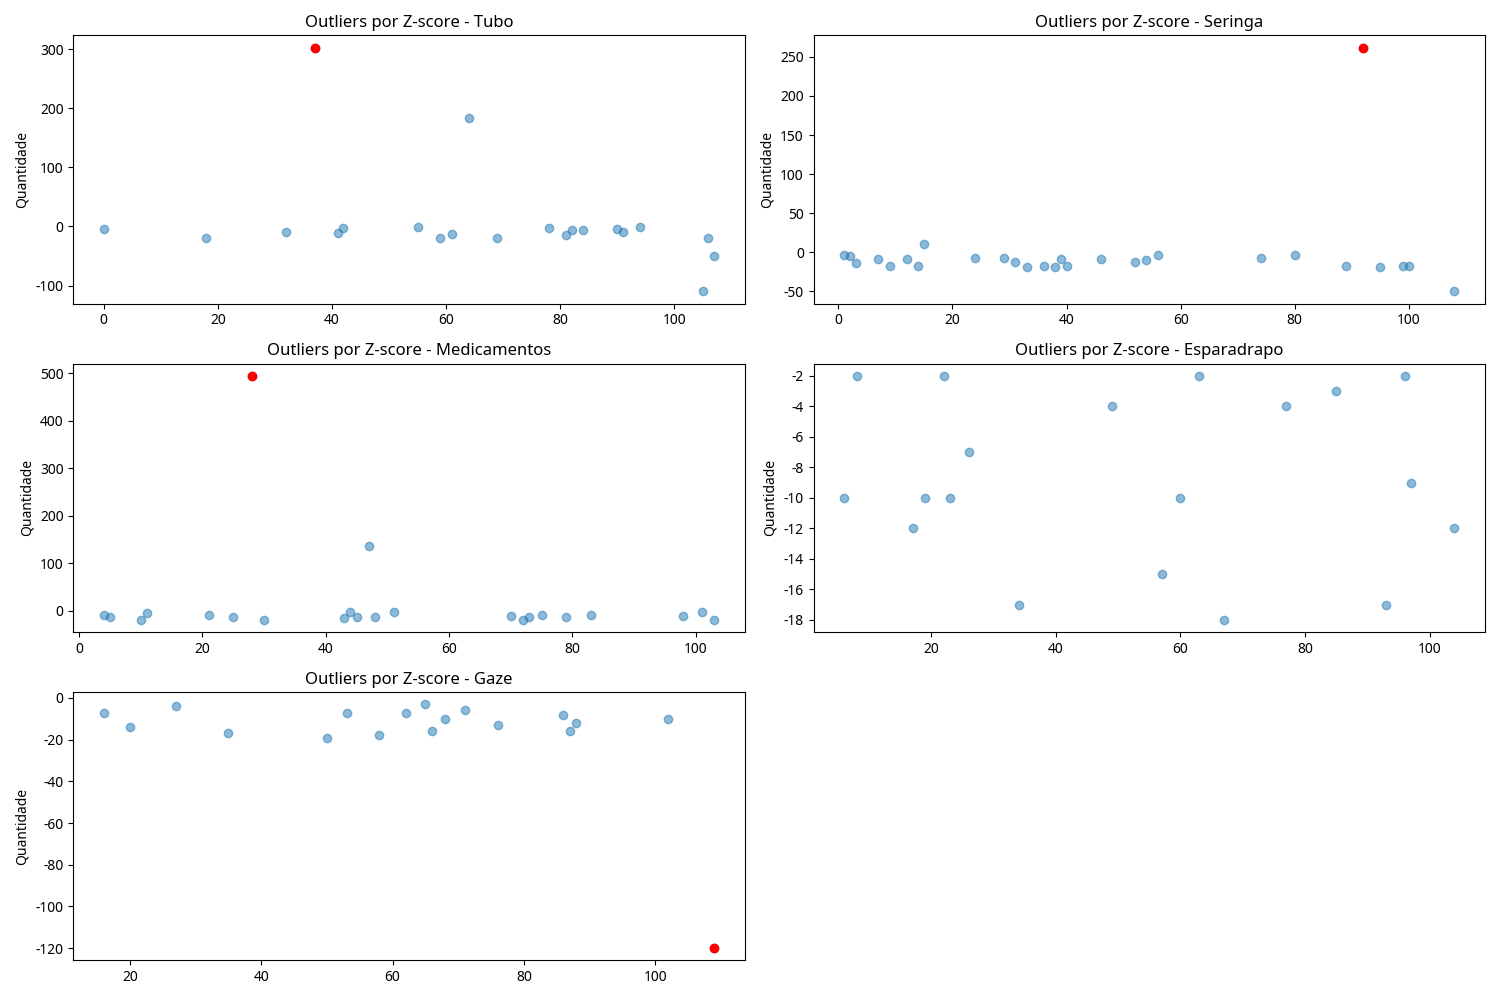 Outliers por Z-score - Tubo
Quantidade
300
200
100
0
-100
0 20 40 60 80 100
Outliers por Z-score - Seringa
Quantidade
250
200
150
100
50
0
-50
0 20 40 60 80 100
Outliers por Z-score - Medicamentos
Quantidade
500
400
300
200
100
0
0 20 40 60 80 100
Outliers por Z-score - Esparadrapo
Quantidade
-2
-4
-6
-8
-10
-12
-14
-16
-18
20 40 60 80 100
Outliers por Z-score - Gaze
Quantidade
0
-20
-40
-60
-80
-100
-120
20 40 60 80 100